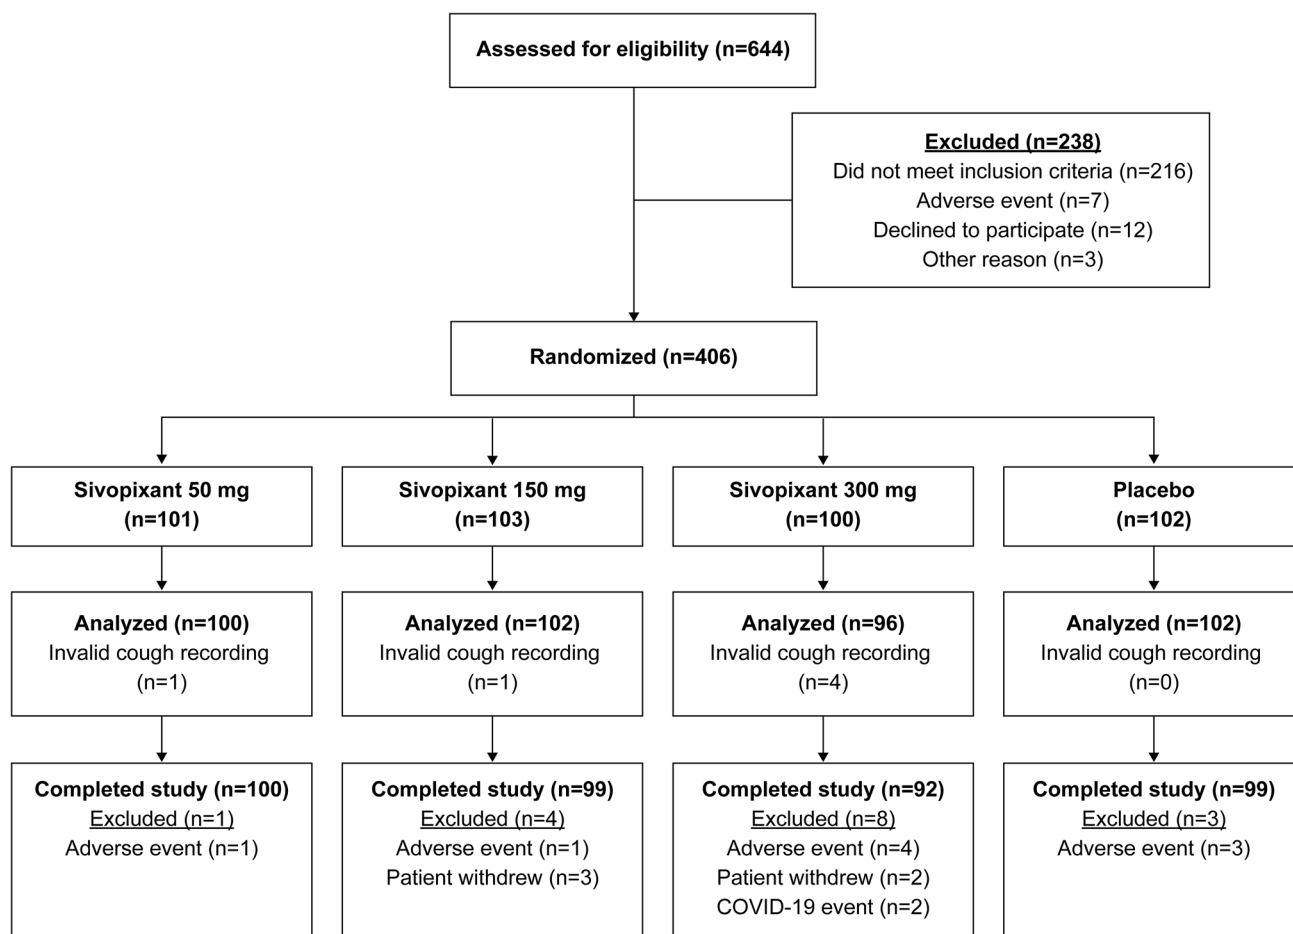 Assessed for eligibility (n=644)
Excluded (n=238)
Did not meet inclusion criteria (n=216)
Adverse event (n=7)
Declined to participate (n=12)
Other reason (n=3)
Randomized (n=406)
Sivopixant 50 mg
(n=101)
Sivopixant 150 mg
(n=103)
Sivopixant 300 mg
(n=100)
Placebo
(n=102)
Analyzed (n=100)
Invalid cough recording
(n=1)
Analyzed (n=102)
Invalid cough recording
(n=1)
Analyzed (n=96)
Invalid cough recording
(n=4)
Analyzed (n=102)
Invalid cough recording
(n=0)
Completed study (n=100)
Excluded (n=1)
Adverse event (n=1)
Completed study (n=99)
Excluded (n=4)
Adverse event (n=1)
Patient withdrew (n=3)
Completed study (n=92)
Excluded (n=8)
Adverse event (n=4)
Patient withdrew (n=2)
COVID-19 event (n=2)
Completed study (n=99)
Excluded (n=3)
Adverse event (n=3)